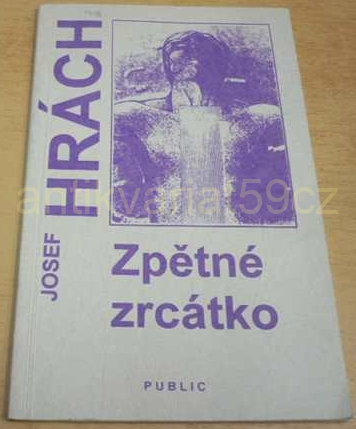 JOSEF HRÁCH
Zpětné
zrcátko
PUBLIC
antikvariat59cz